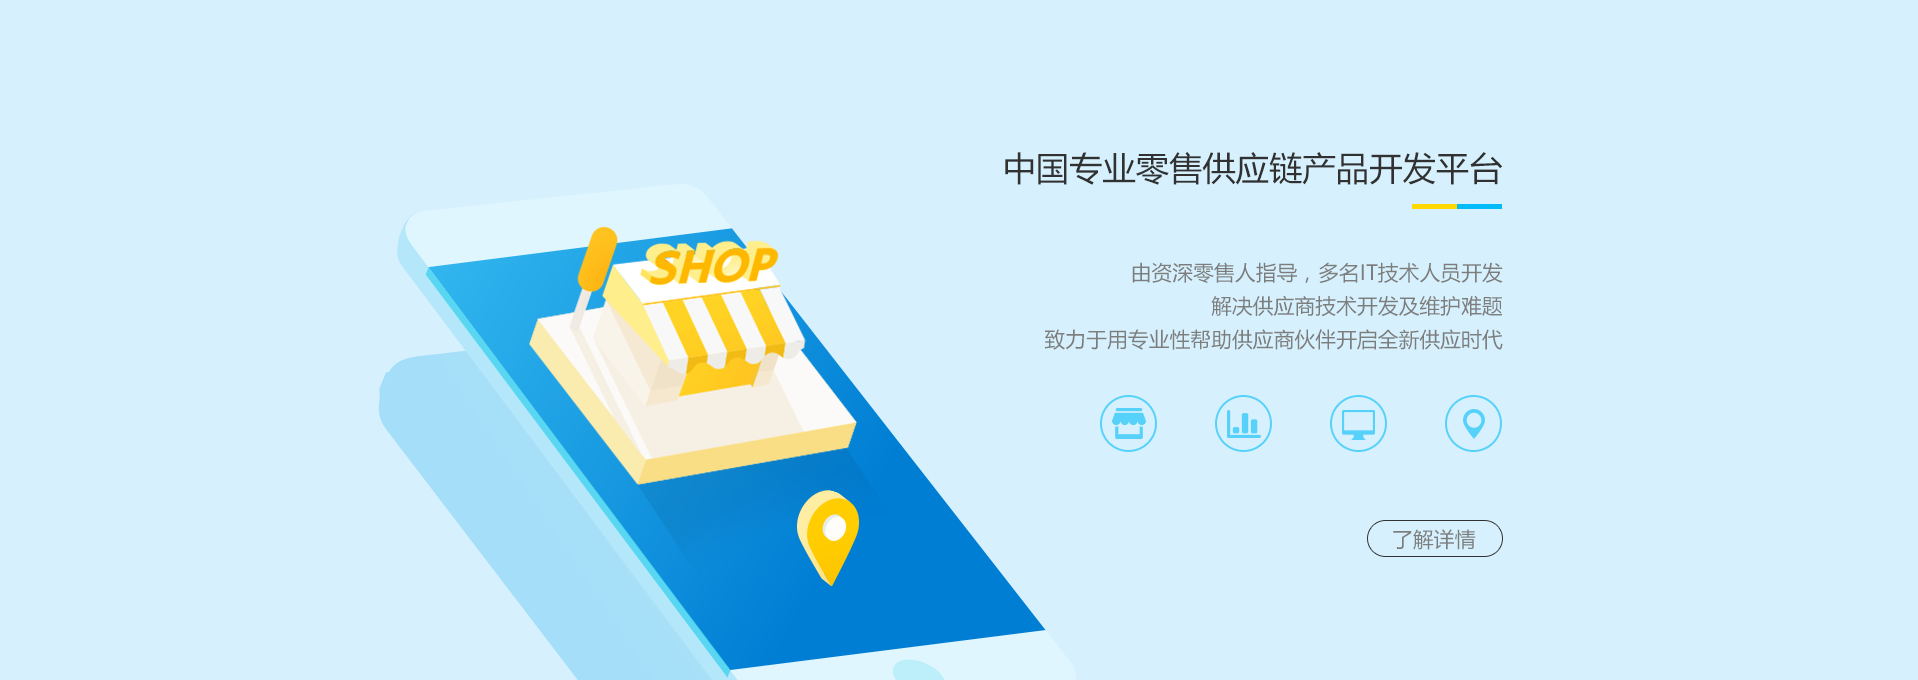 SHOP
中国专业零售供应链产品开发平台
由资深零售人指导，多名IT技术人员开发
解决供应商技术开发及维护难题
致力于用专业性帮助供应商伙伴开启全新供应时代
了解详情